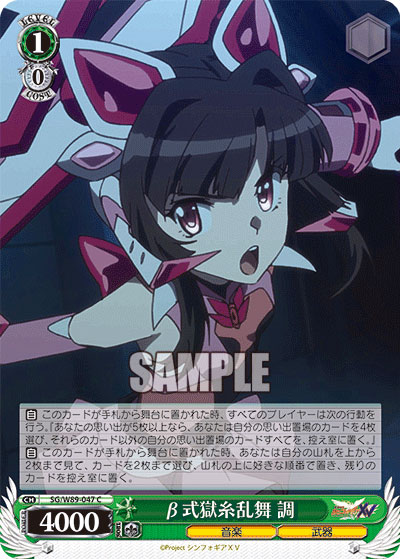 LEVEL
1
0
COST
SAMPLE
自 このカードが手札から舞台に置かれた時、すべてのプレイヤーは次の行動を
行う。『あなたの思い出が5枚以上なら、あなたは自分の思い出置場のカードを4枚
選び、それらのカード以外の自分の思い出置場のカードすべてを、控え室に置く。』
自 このカードが手札から舞台に置かれた時、あなたは自分の山札を上から
2枚まで見て、カードを2枚まで選び、山札の上に好きな順番で置き、残りの
カードを控え室に置く。
CH SG/W89-047 C
β式獄糸乱舞 調
POWER
4000
音楽
武器
©Project シンフォギアXV